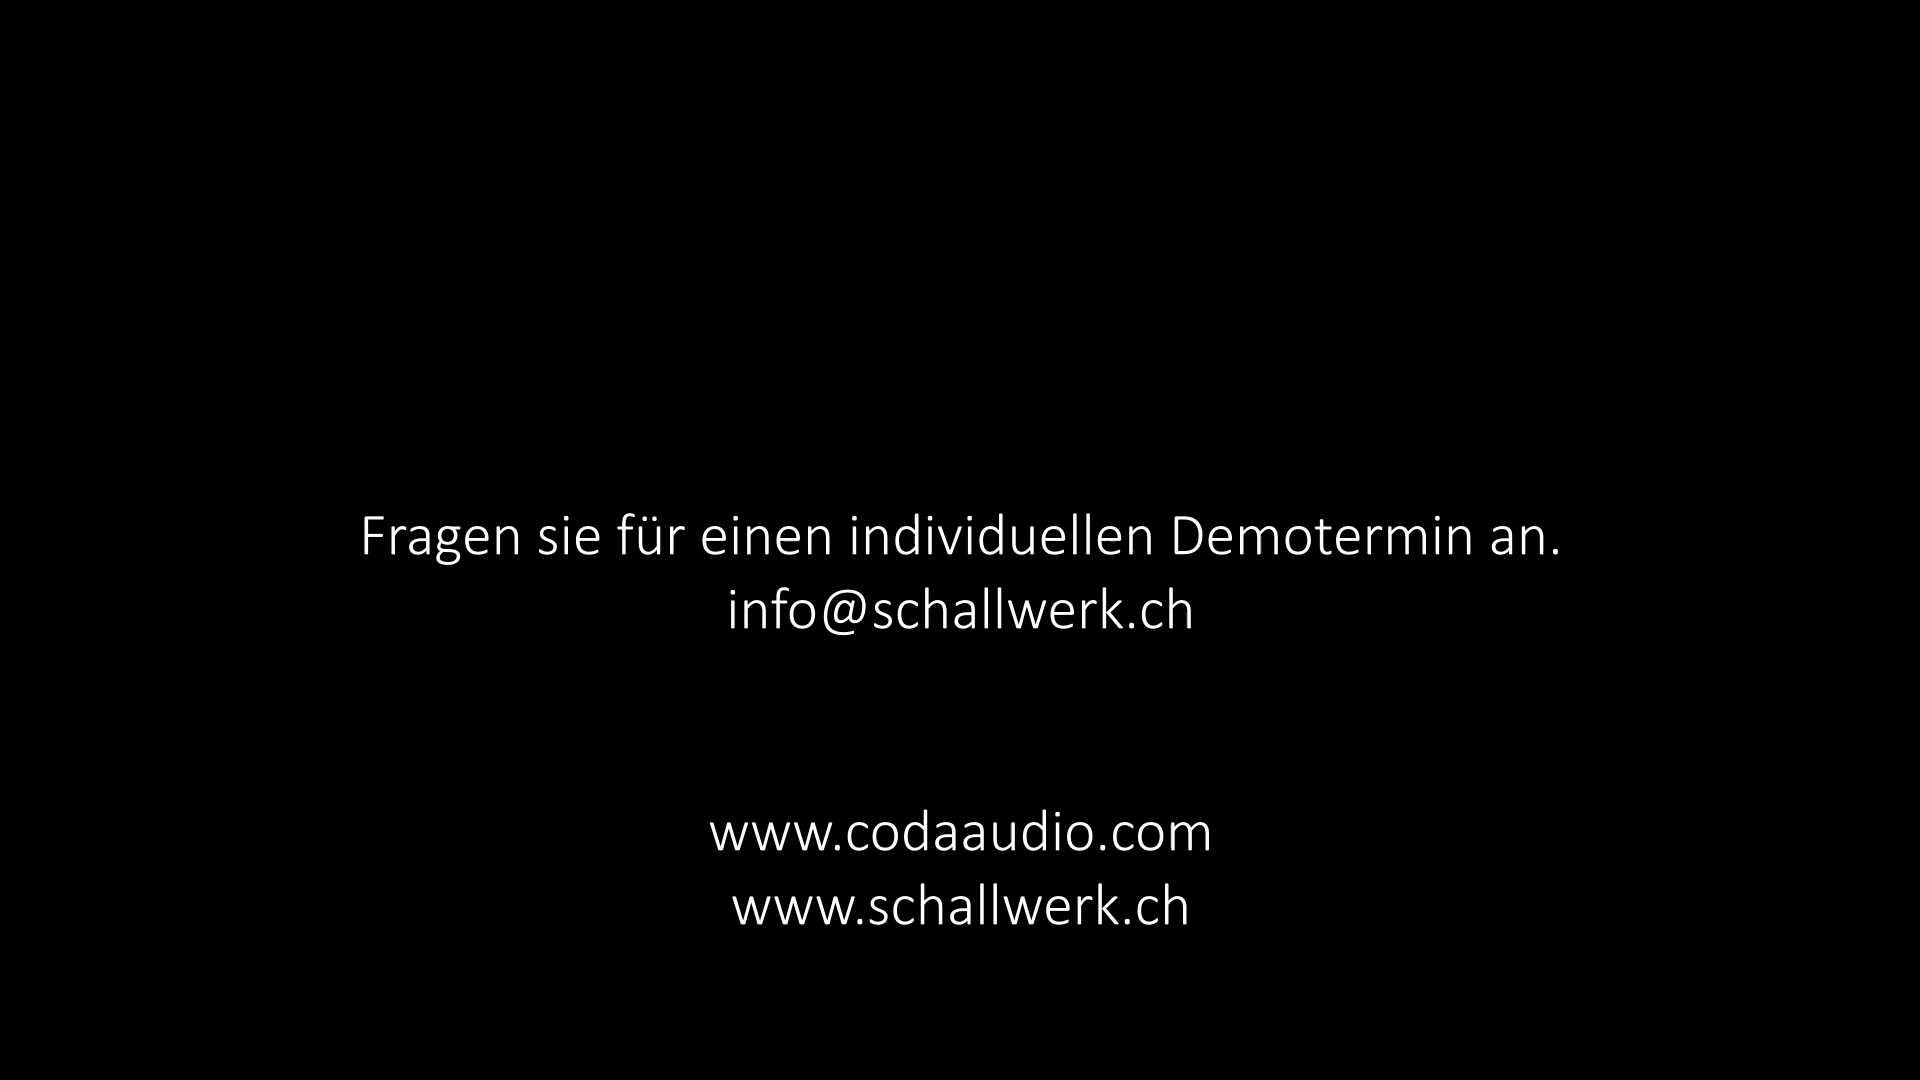 Fragen sie für einen individuellen Demotermin an.
info@schallwerk.ch
www.codaaudio.com
www.schallwerk.ch